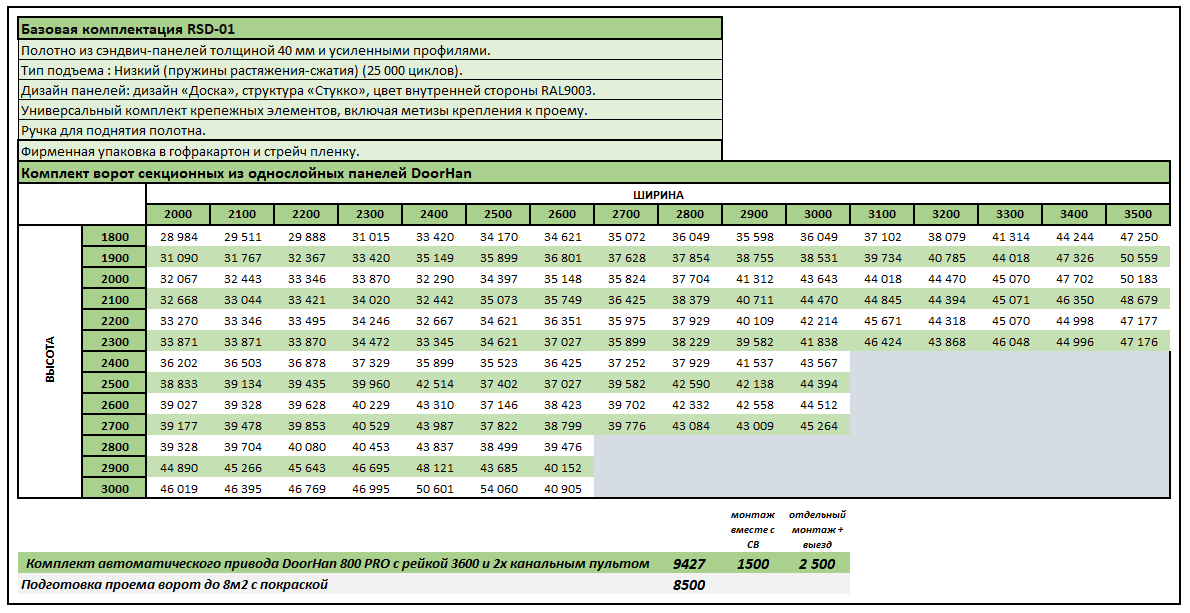 Базовая комплектация RSD-01
Полотно из сэндвич-панелей толщиной 40 мм и усиленными профилями.
Тип подъема : Низкий (пружины растяжения-сжатия) (25 000 циклов).
Дизайн панелей: дизайн «Доска», структура «Стукко», цвет внутренней стороны RAL9003.
Универсальный комплект крепежных элементов, включая метизы крепления к проему.
Ручка для поднятия полотна.
Фирменная упаковка в гофракартон и стрейч пленку.
Комплект ворот секционных из однослойных панелей DoorHan
ШИРИНА
2000 2100 2200 2300 2400 2500 2600 2700 2800 2900 3000 3100 3200 3300 3400 3500
ВЫСОТА
1800 28 984 29 511 29 888 31 015 33 420 34 170 34 621 35 072 36 049 35 598 36 049 37 102 38 079 41 314 44 244 47 250
1900 31 090 31 767 32 367 33 420 35 149 35 899 36 801 37 628 37 854 38 755 38 531 39 734 40 785 44 018 47 326 50 559
2000 32 067 32 443 33 346 33 870 32 290 34 397 35 148 35 824 37 704 41 312 43 643 44 018 44 470 45 070 47 702 50 183
2100 32 668 33 044 33 421 34 020 32 442 35 073 35 749 36 425 38 379 40 711 44 470 44 845 44 394 45 071 46 350 48 679
2200 33 270 33 346 33 495 34 246 32 667 34 621 36 351 35 975 37 929 40 109 42 214 45 671 44 318 45 070 44 998 47 177
2300 33 871 33 871 33 870 34 472 33 345 34 621 37 027 35 899 38 229 39 582 41 838 46 424 43 868 46 048 44 996 47 176
2400 36 202 36 503 36 878 37 329 35 899 35 523 36 425 37 252 37 929 41 537 43 567
2500 38 833 39 134 39 435 39 960 42 514 37 402 37 027 39 582 42 590 42 138 44 394
2600 39 027 39 328 39 628 40 229 43 310 37 146 38 423 39 702 42 332 42 558 44 512
2700 39 177 39 478 39 853 40 529 43 987 37 822 38 799 39 776 43 084 43 009 45 264
2800 39 328 39 704 40 080 40 453 43 837 38 499 39 476
2900 44 890 45 266 45 643 46 695 48 121 43 685 40 152
3000 46 019 46 395 46 769 46 995 50 601 54 060 40 905
монтаж отдельный
вместе с монтаж +
СВ выезд
Комплект автоматического привода DoorHan 800 PRO с рейкой 3600 и 2х канальным пультом 9427 1500 2 500
Подготовка проема ворот до 8м2 с покраской 8500